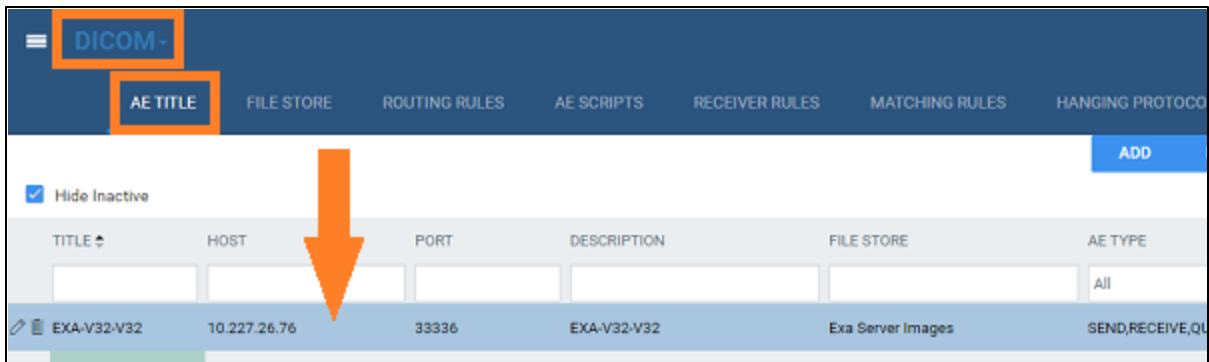 DICOM
AE TITLE FILE STORE ROUTING RULES AE SCRIPTS RECEIVER RULES MATCHING RULES HANGING PROTOCO
ADD
Hide Inactive
TITLE HOST PORT DESCRIPTION FILE STORE AE TYPE
All
EXA-V32-V32 10.227.26.76 33336 EXA-V32-V32 Exa Server Images SEND,RECEIVE,QU